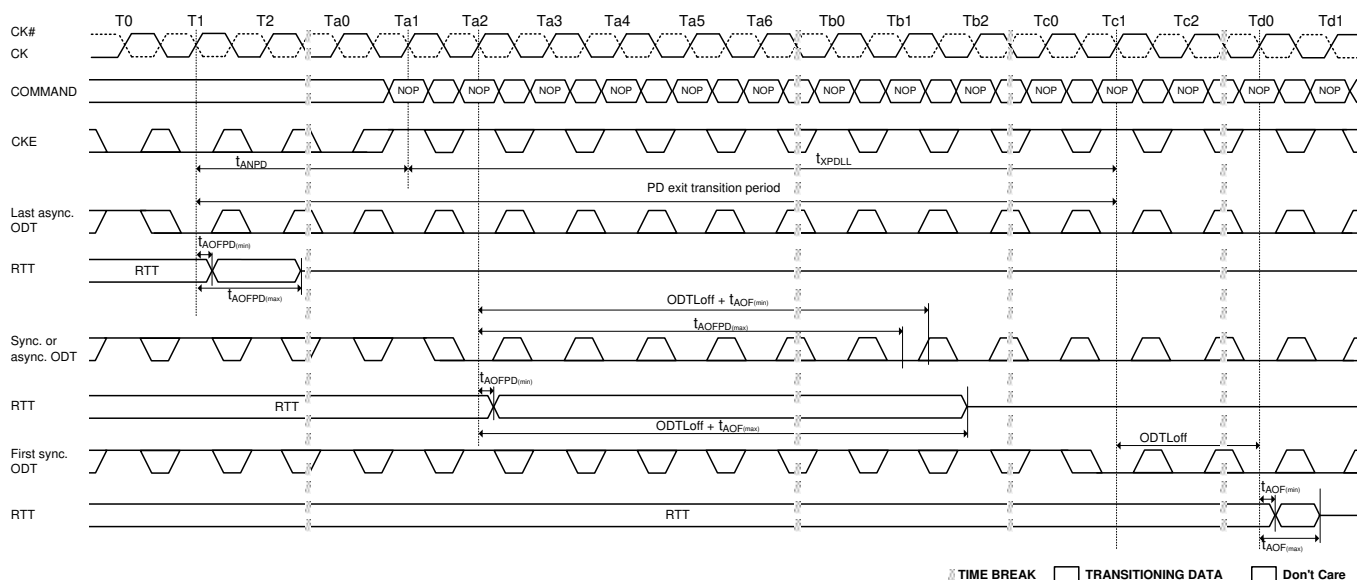 T0 T1 T2 Ta0 Ta1 Ta2 Ta3 Ta4 Ta5 Ta6 Tb0 Tb1 Tb2 Tc0 Tc1 Tc2 Td0 Td1
CK#
CK
COMMAND NOP NOP NOP NOP NOP NOP NOP NOP NOP NOP NOP NOP NOP NOP
CKE
tANPD tXPDLL
PD exit transition period
Last async.
ODT
tAOFPD(min)
RTT RTT
tAOFPD(max)
ODTLoff + tAOF(min)
tAOFPD(max)
Sync. or
async. ODT
tAOFPD(min)
RTT RTT
ODTLoff + tAOF(max)
ODTLoff
First sync.
ODT
tAOF(min)
RTT RTT
tAOF(max)
TIME BREAK TRANSITIONING DATA Don't Care